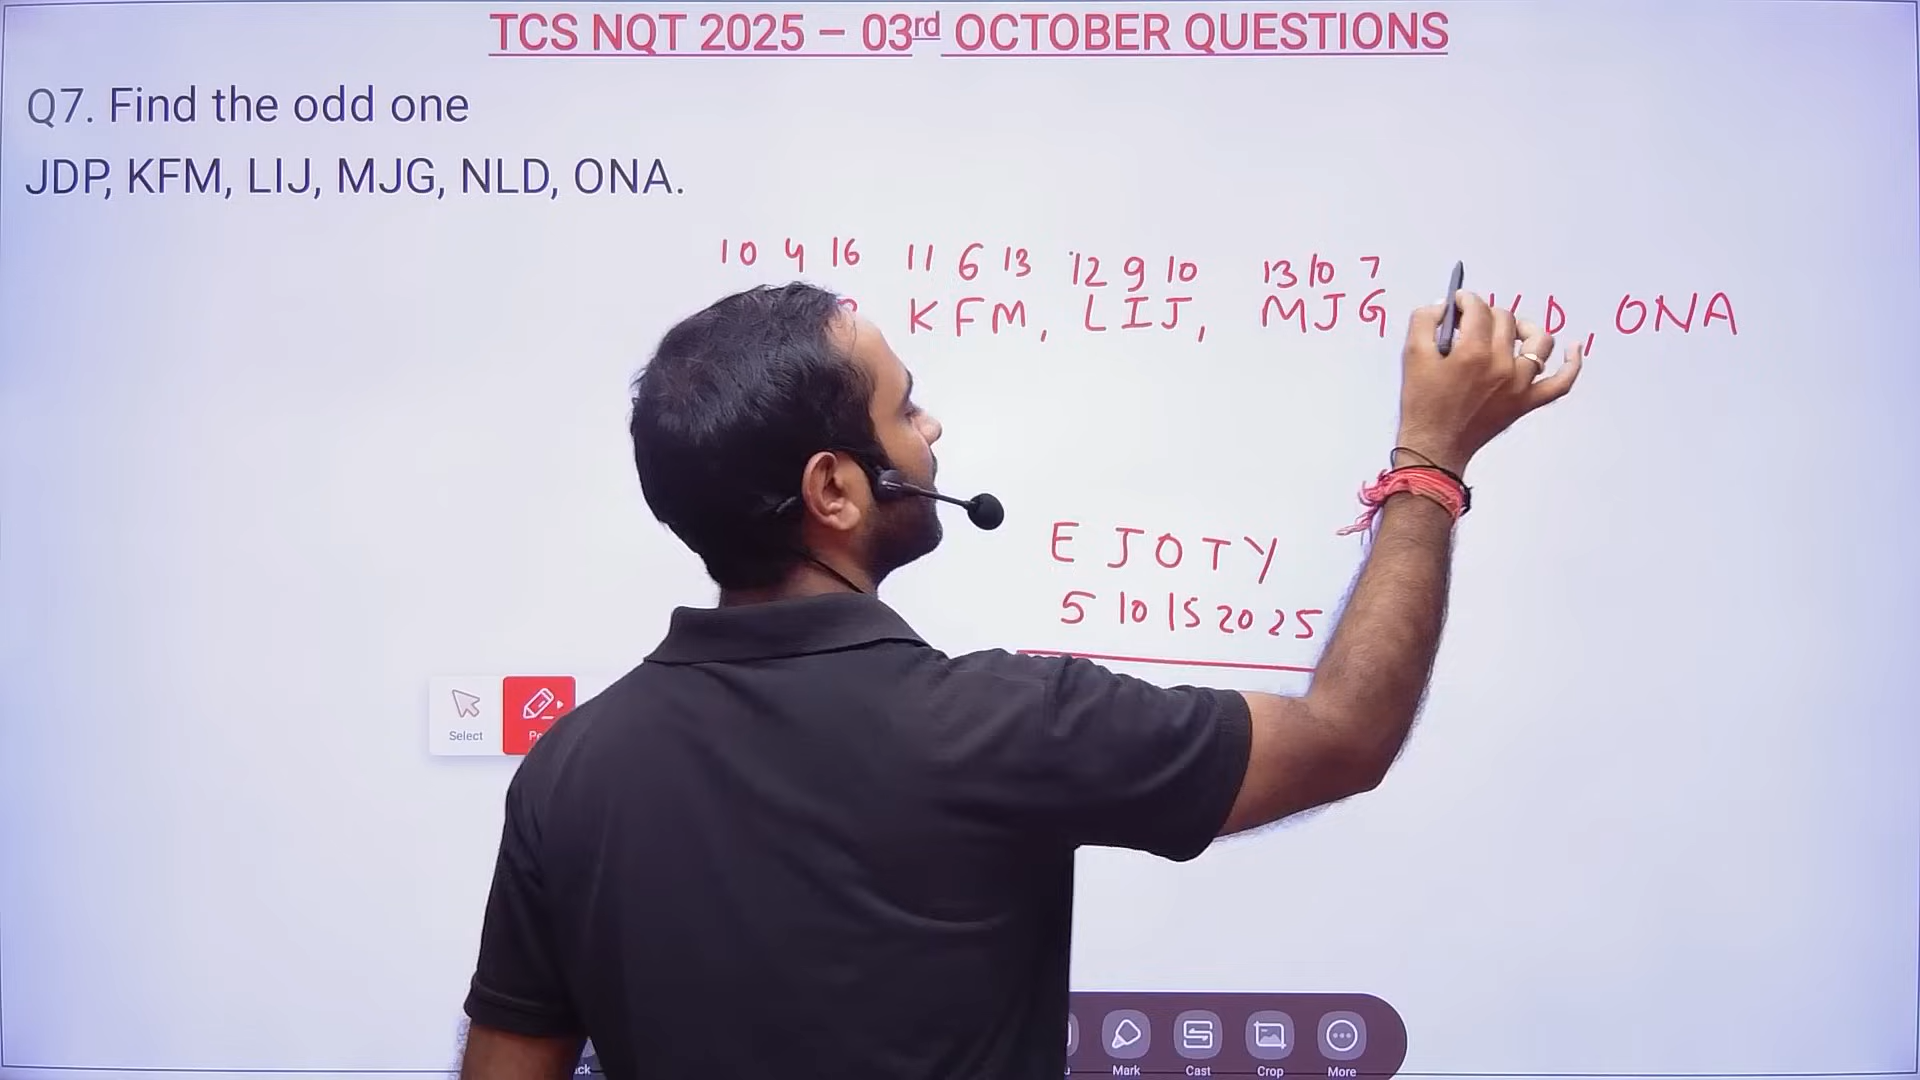 TCS NQT 2025 – 03rd OCTOBER QUESTIONS
Q7. Find the odd one
JDP, KFM, LIJ, MJG, NLD, ONA.
10 4 16 11 6 13 12 9 10 13 10 7
KFM, LIJ, MJG D, ONA
E J O T Y
5 10 15 20 25
Select
Mark Cast Crop More